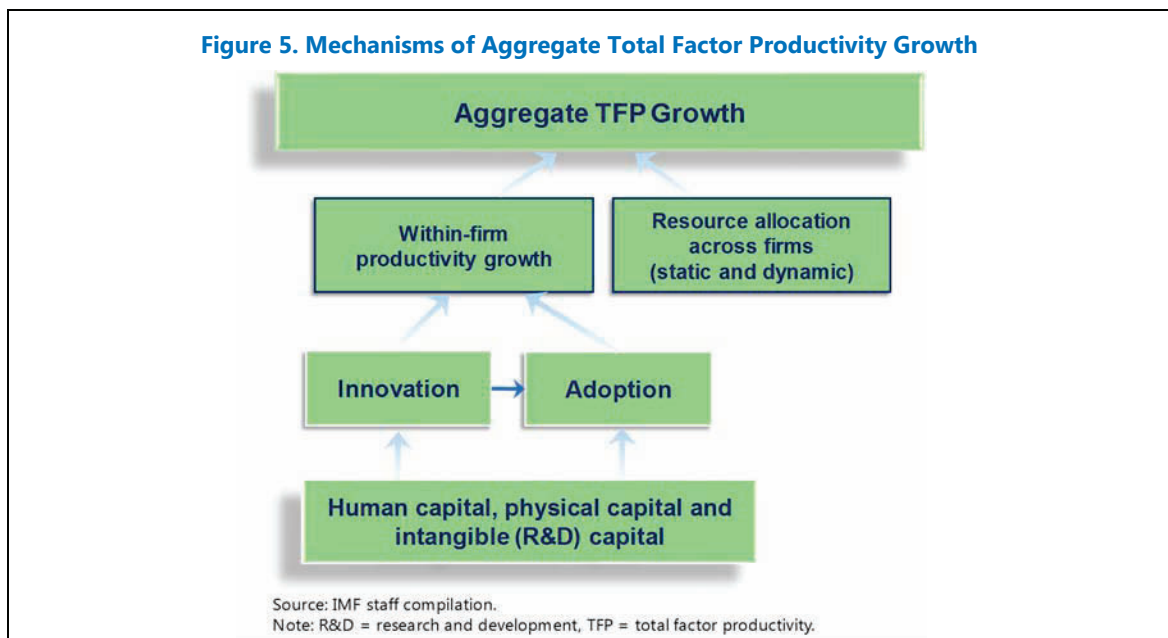 Figure 5. Mechanisms of Aggregate Total Factor Productivity Growth
Aggregate TFP Growth
Within-firm
productivity growth
Resource allocation
across firms
(static and dynamic)
Innovation
Adoption
Human capital, physical capital and
intangible (R&D) capital
Source: IMF staff compilation.
Note: R&D = research and development, TFP = total factor productivity.